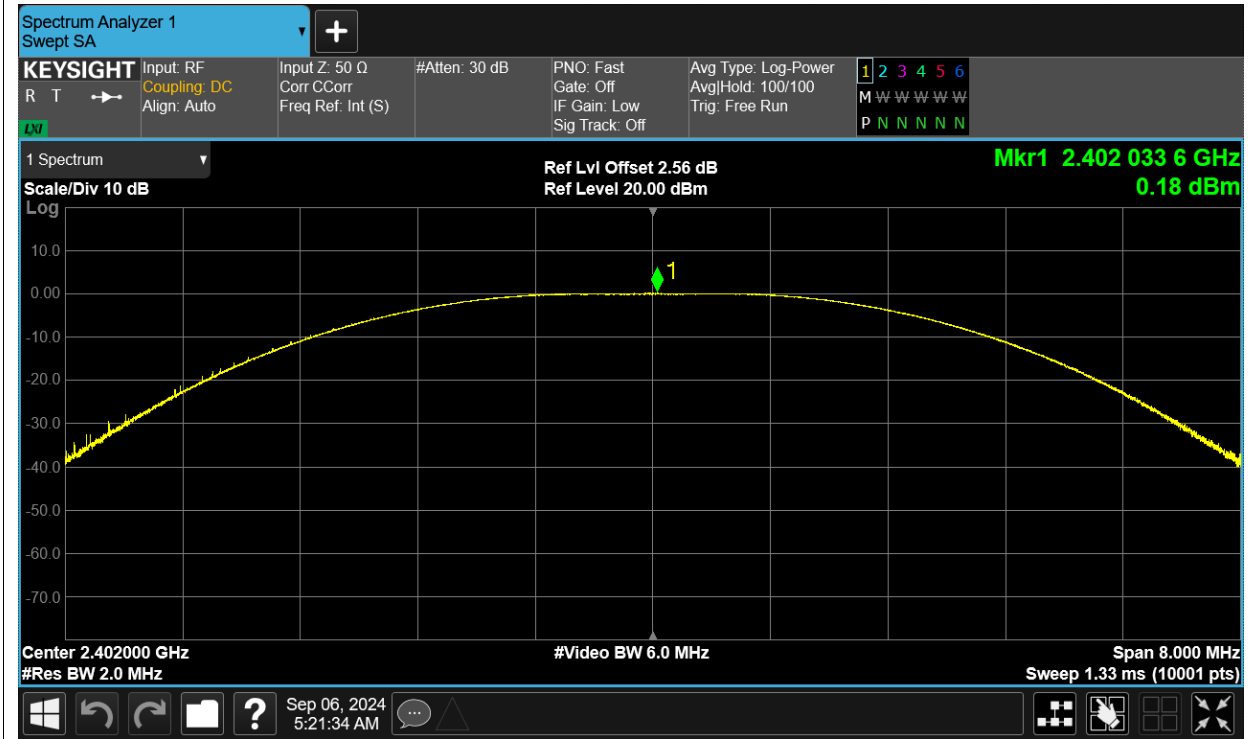 Spectrum Analyzer 1
Swept SA
KEYSIGHT
R T
LXI
Input: RF
Coupling: DC
Align: Auto
Input Z: 50 Ω
Corr CCorr
Freq Ref: Int (S)
#Atten: 30 dB
PNO: Fast
Gate: Off
IF Gain: Low
Sig Track: Off
Avg Type: Log-Power
Avg|Hold: 100/100
Trig: Free Run
1 2 3 4 5 6
M W W W W W
P N N N N N
1 Spectrum
Scale/Div 10 dB
Log
Ref Lvl Offset 2.56 dB
Ref Level 20.00 dBm
Mkr1 2.402 033 6 GHz
0.18 dBm
10.0
0.00
-10.0
-20.0
-30.0
-40.0
-50.0
-60.0
-70.0
1
Center 2.402000 GHz
#Res BW 2.0 MHz
#Video BW 6.0 MHz
Span 8.000 MHz
Sweep 1.33 ms (10001 pts)
?
Sep 06, 2024
5:21:34 AM